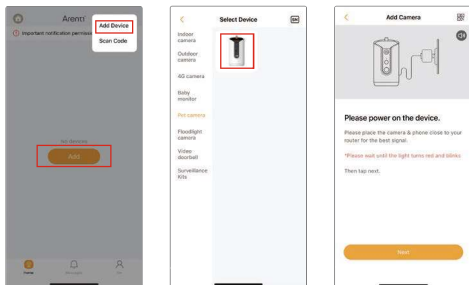 Arenti
Add Device
Important notification permiss
Scan Code
No devices
Add
Home
Messages
Select Device
Indoor
camera
Outdoor
camera
4G camera
Baby
monitor
Pet camera
Floodlight
camera
Video
doorbell
Surveillance
Kits
Add Camera
Please power on the device.
Please place the camera & phone close to your
router for the best signal.
*Please wait until the light turns red and blinks
Then tap next.
Next